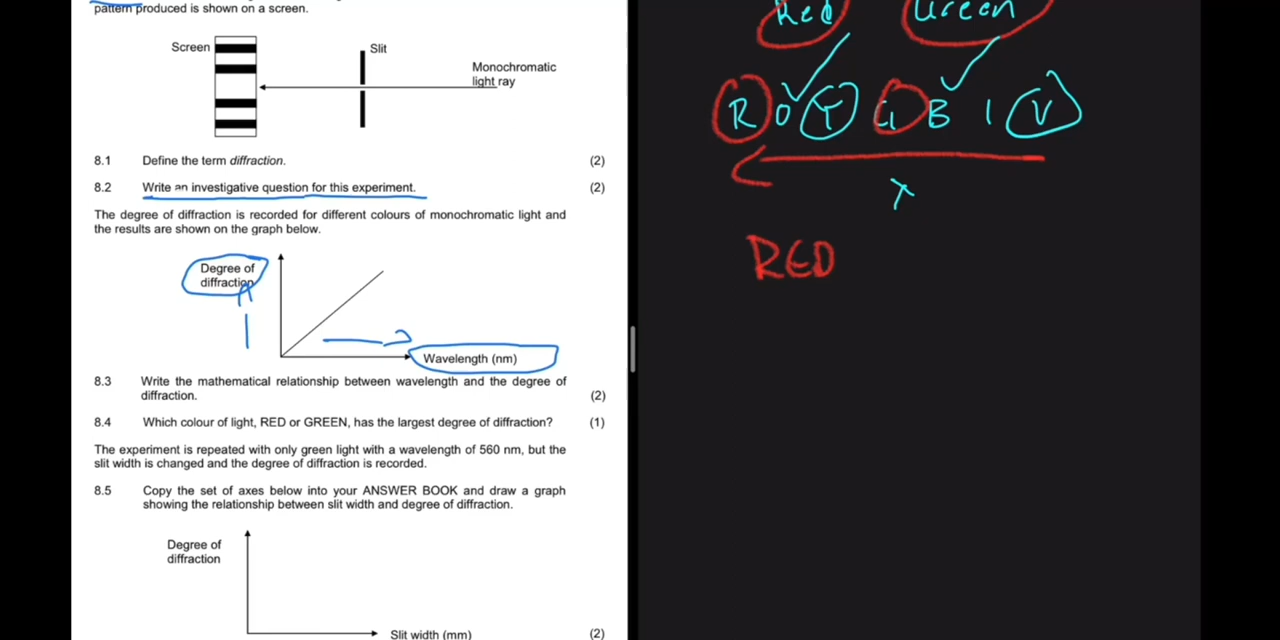 pattern produced is shown on a screen.
Screen
Slit
Monochromatic
light ray
8.1 Define the term diffraction. (2)
8.2 Write an investigative question for this experiment. (2)
The degree of diffraction is recorded for different colours of monochromatic light and
the results are shown on the graph below.
Degree of
diffraction
Wavelength (nm)
8.3 Write the mathematical relationship between wavelength and the degree of
diffraction. (2)
8.4 Which colour of light, RED or GREEN, has the largest degree of diffraction? (1)
The experiment is repeated with only green light with a wavelength of 560 nm, but the
slit width is changed and the degree of diffraction is recorded.
8.5 Copy the set of axes below into your ANSWER BOOK and draw a graph
showing the relationship between slit width and degree of diffraction.
Degree of
diffraction
Slit width (mm) (2)
Red Green
R O Y G B I V
λ
RED